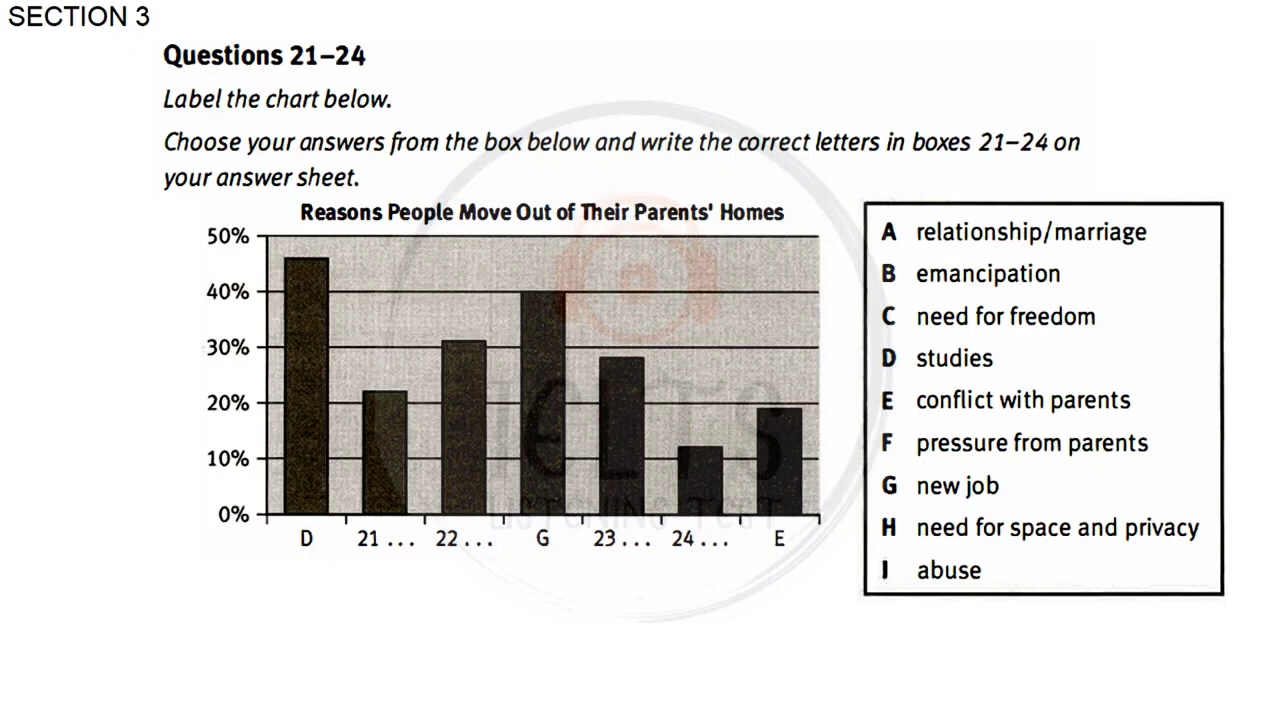 SECTION 3
Questions 21–24
Label the chart below.
Choose your answers from the box below and write the correct letters in boxes 21–24 on
your answer sheet.
Reasons People Move Out of Their Parents' Homes
50%
40%
30%
20%
10%
0%
D 21 ... 22 ... G 23 ... 24 ... E
A relationship/marriage
B emancipation
C need for freedom
D studies
E conflict with parents
F pressure from parents
G new job
H need for space and privacy
I abuse
IELTS
LISTENING TEST